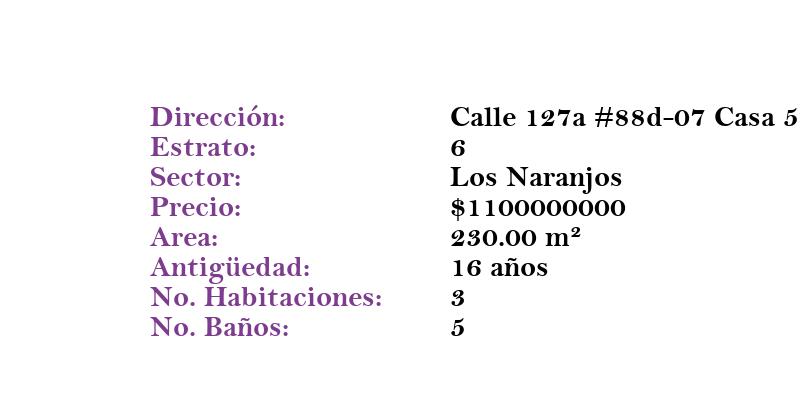 Dirección: Calle 127a #88d-07 Casa 5
Estrato: 6
Sector: Los Naranjos
Precio: $1100000000
Area: 230.00 m²
Antigüedad: 16 años
No. Habitaciones: 3
No. Baños: 5